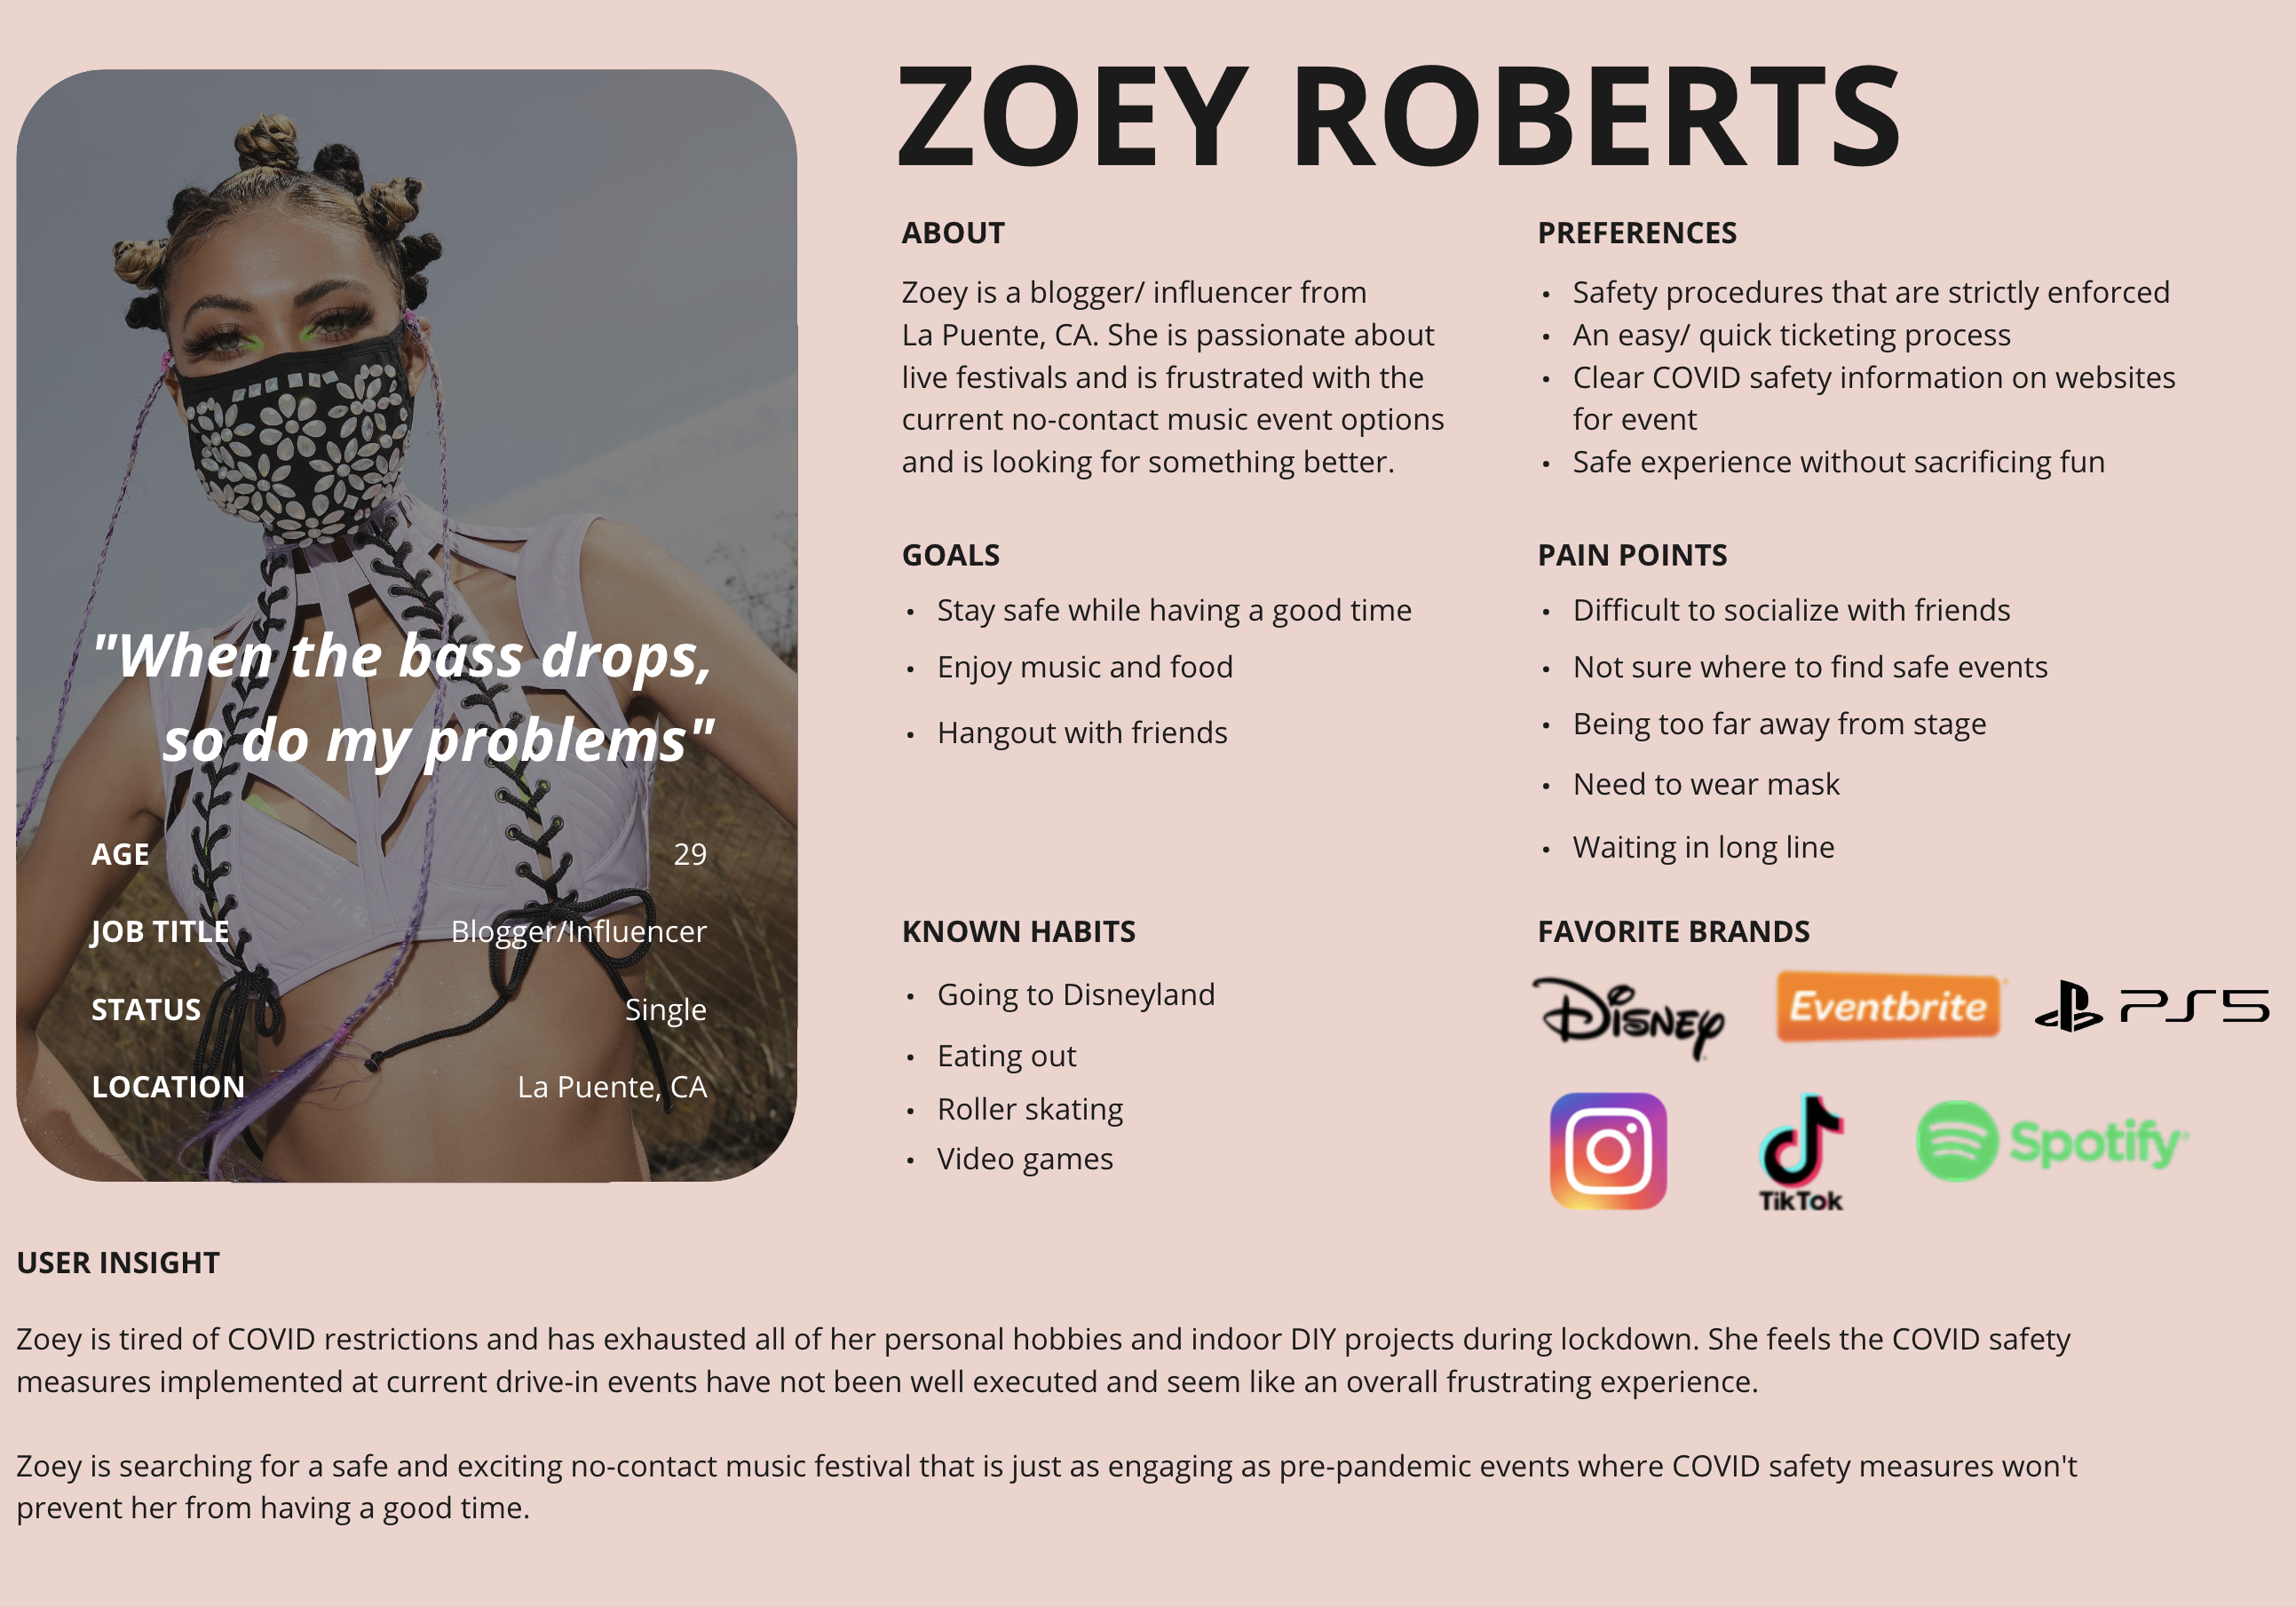 ZOEY ROBERTS
"When the bass drops,
so do my problems"
AGE 29
JOB TITLE Blogger/Influencer
STATUS Single
LOCATION La Puente, CA
ABOUT
Zoey is a blogger/ influencer from
La Puente, CA. She is passionate about
live festivals and is frustrated with the
current no-contact music event options
and is looking for something better.
PREFERENCES
• Safety procedures that are strictly enforced
• An easy/ quick ticketing process
• Clear COVID safety information on websites
for event
• Safe experience without sacrificing fun
GOALS
• Stay safe while having a good time
• Enjoy music and food
• Hangout with friends
PAIN POINTS
• Difficult to socialize with friends
• Not sure where to find safe events
• Being too far away from stage
• Need to wear mask
• Waiting in long line
KNOWN HABITS
• Going to Disneyland
• Eating out
• Roller skating
• Video games
FAVORITE BRANDS
Disney Eventbrite PS5
TikTok Spotify
USER INSIGHT
Zoey is tired of COVID restrictions and has exhausted all of her personal hobbies and indoor DIY projects during lockdown. She feels the COVID safety
measures implemented at current drive-in events have not been well executed and seem like an overall frustrating experience.
Zoey is searching for a safe and exciting no-contact music festival that is just as engaging as pre-pandemic events where COVID safety measures won't
prevent her from having a good time.